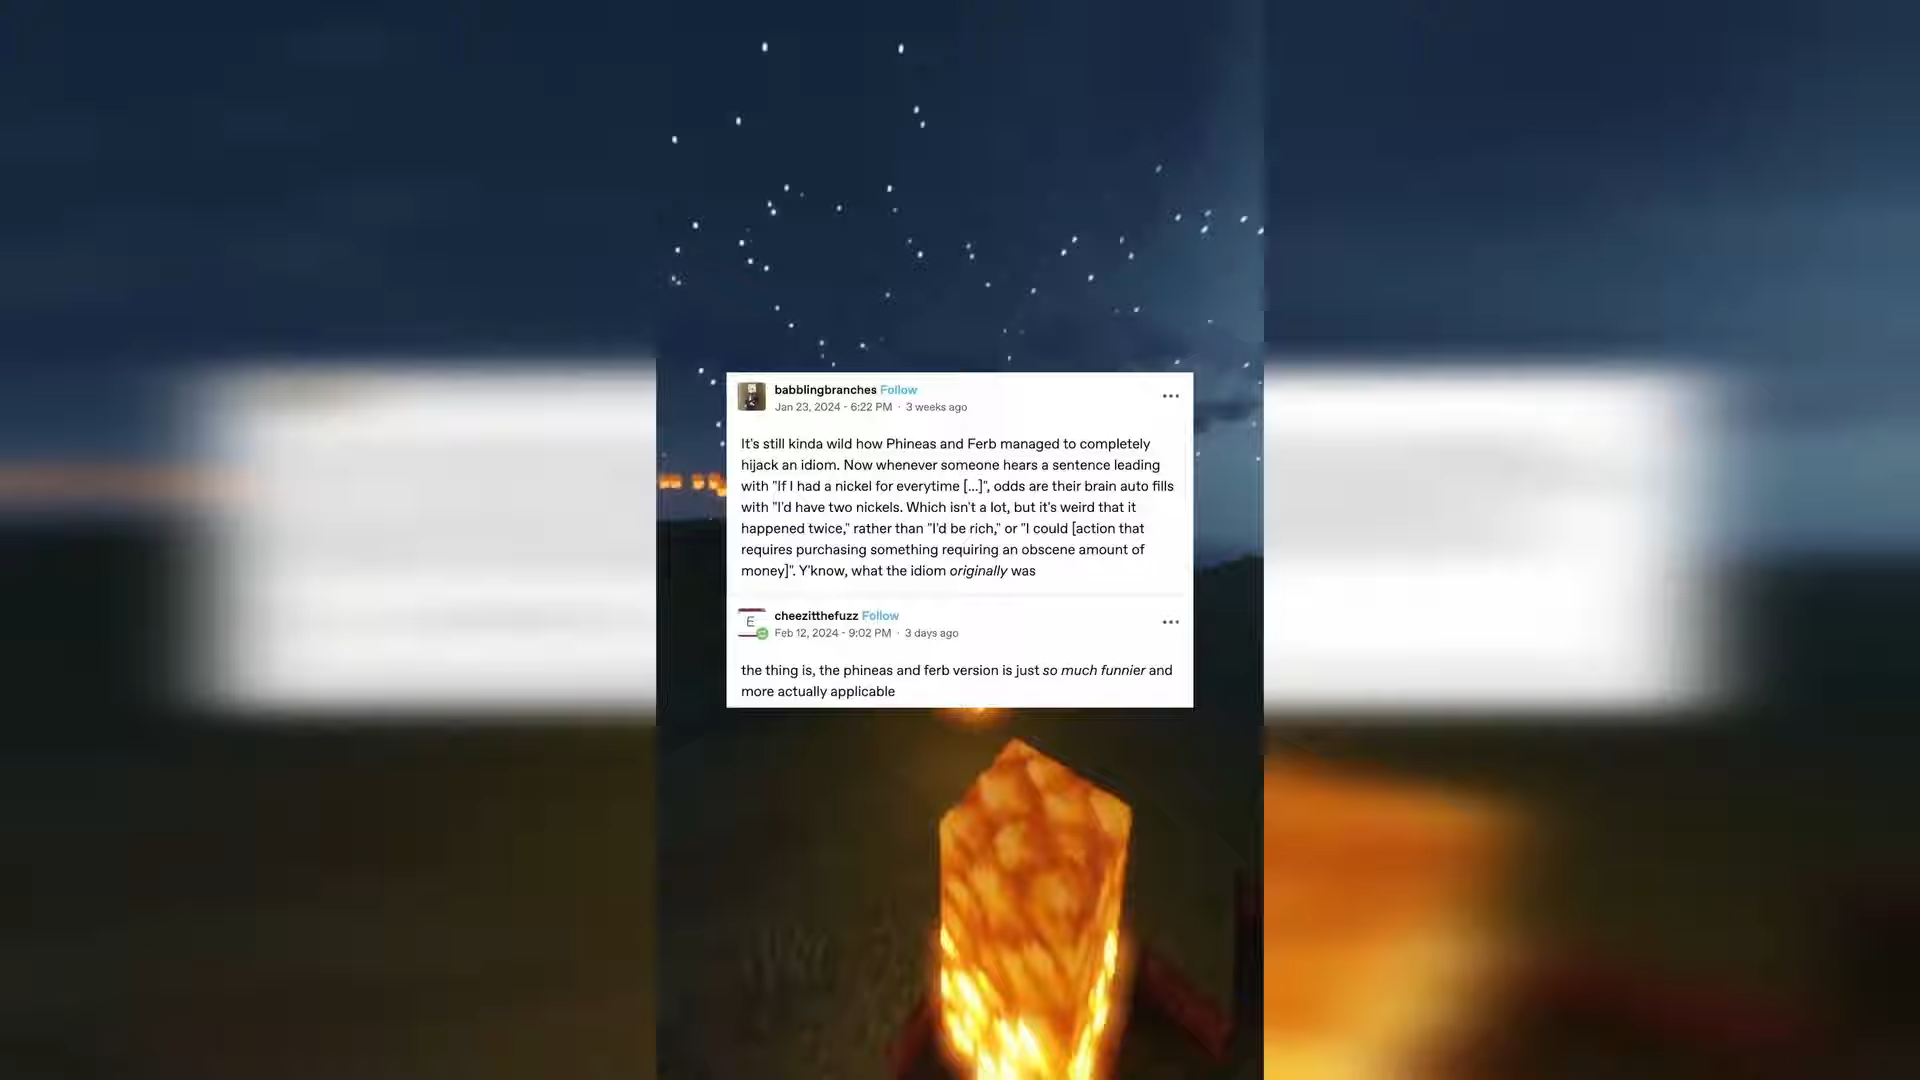 babblingbranches Follow
Jan 23, 2024 - 6:22 PM · 3 weeks ago
It's still kinda wild how Phineas and Ferb managed to completely
hijack an idiom. Now whenever someone hears a sentence leading
with "If I had a nickel for everytime [...]", odds are their brain auto fills
with "I'd have two nickels. Which isn't a lot, but it's weird that it
happened twice," rather than "I'd be rich," or "I could [action that
requires purchasing something requiring an obscene amount of
money]". Y'know, what the idiom originally was
E
cheezitthefuzz Follow
Feb 12, 2024 - 9:02 PM · 3 days ago
the thing is, the phineas and ferb version is just so much funnier and
more actually applicable